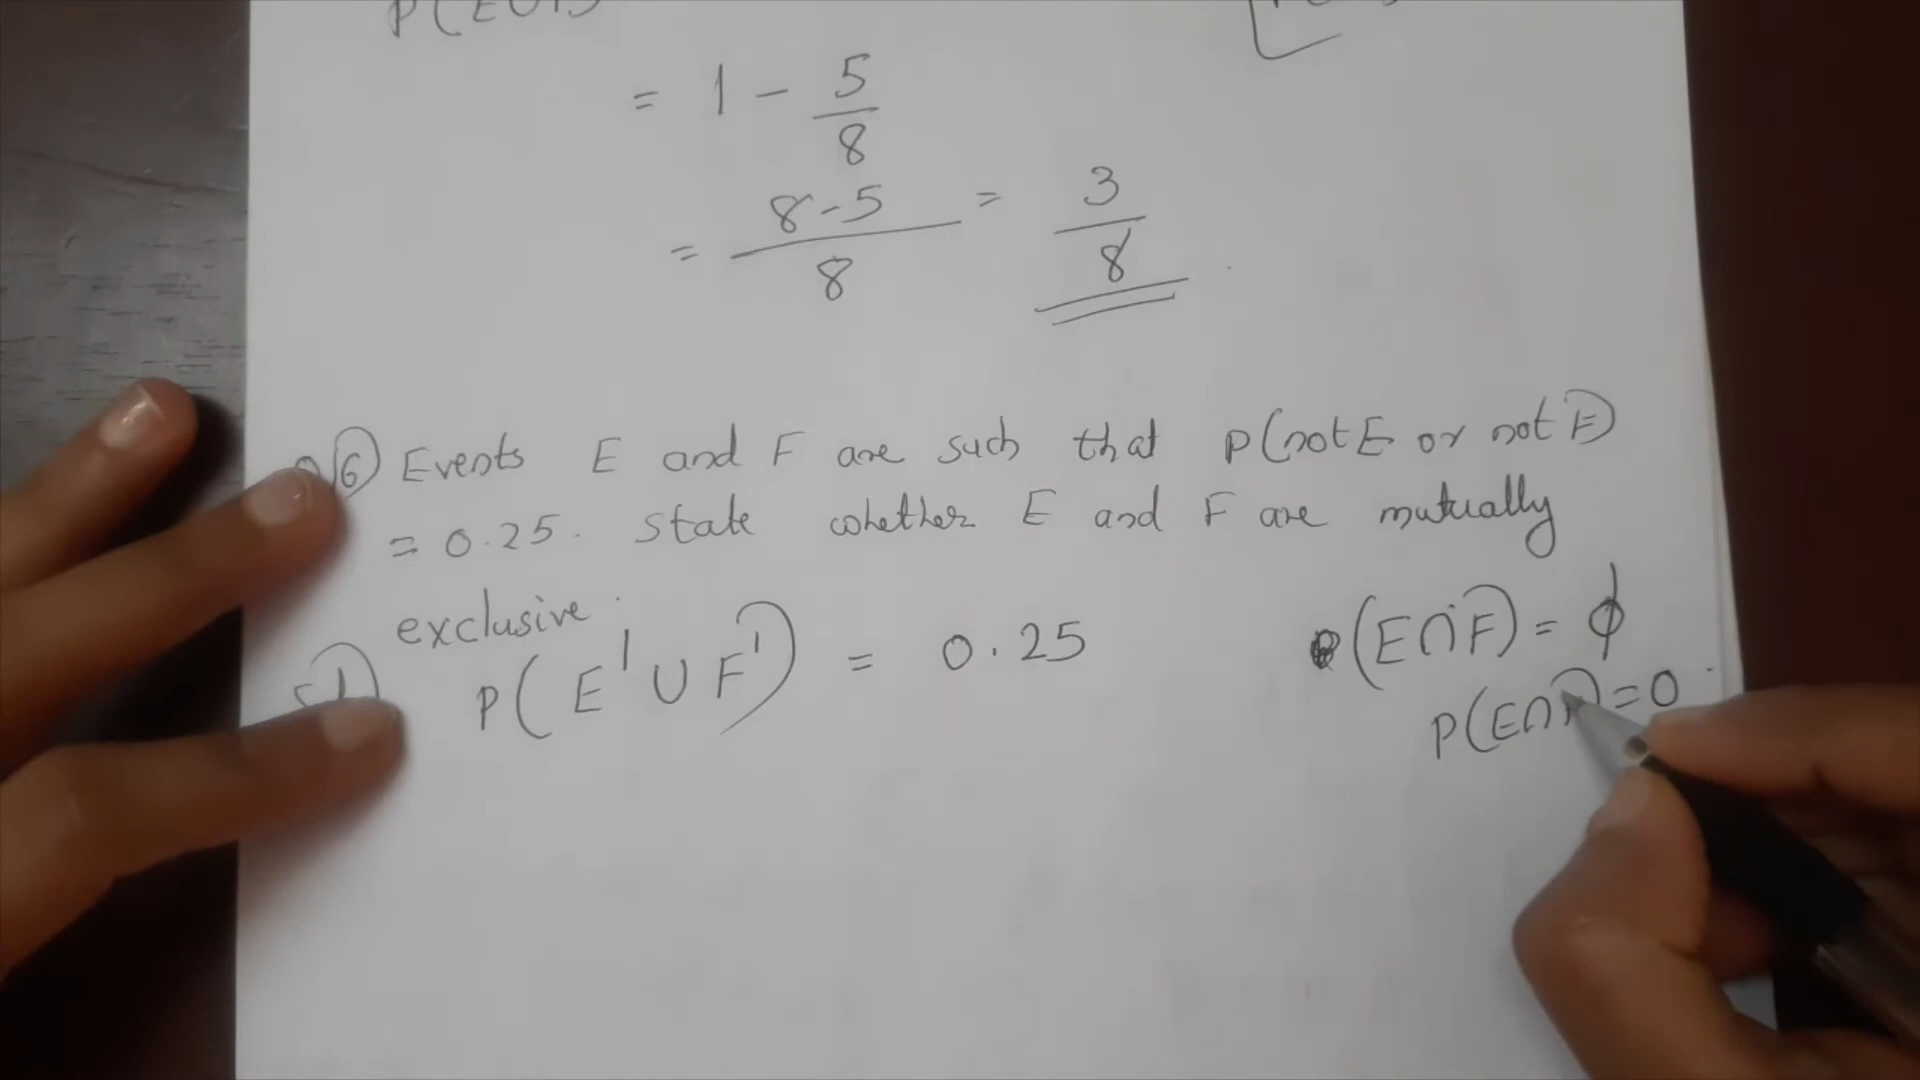 = 1 - 5/8
= 8-5/8 = 3/8
6 Events E and F are such that P(not E or not F)
= 0.25. State whether E and F are mutually
exclusive.
P(E' ∪ F') = 0.25
(E∩F) = ϕ
P(E∩F) = 0